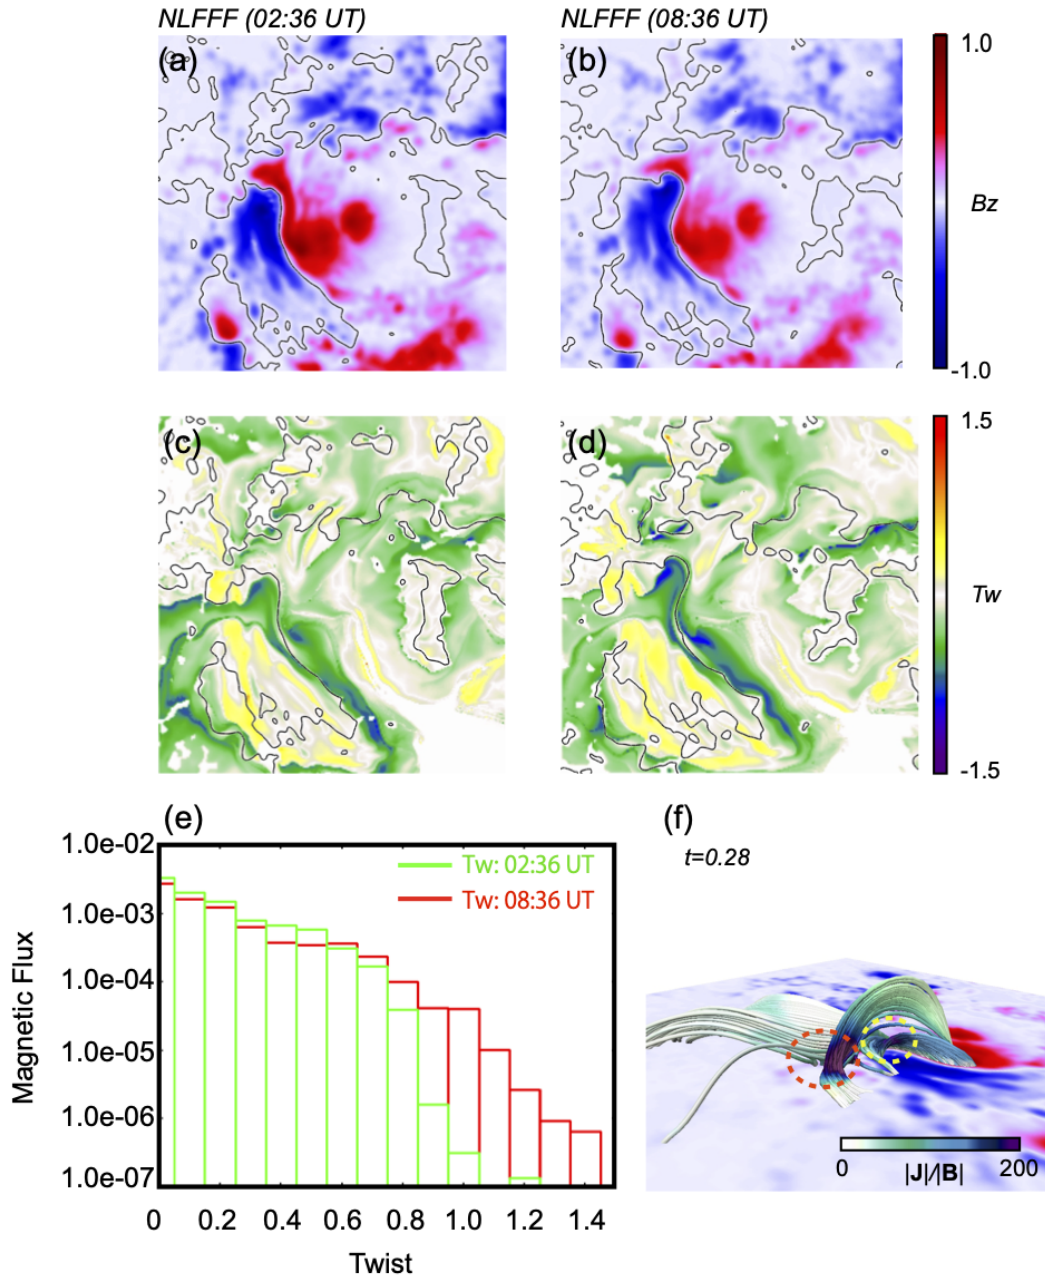 NLFFF (02:36 UT)
NLFFF (08:36 UT)
(a)
(b)
1.0
Bz
-1.0
(c)
(d)
1.5
Tw
-1.5
(e)
(f)
1.0e-02
1.0e-03
1.0e-04
1.0e-05
1.0e-06
1.0e-07
Magnetic Flux
Tw: 02:36 UT
Tw: 08:36 UT
0 0.2 0.4 0.6 0.8 1.0 1.2 1.4
Twist
t=0.28
0 200
|J|/|B|